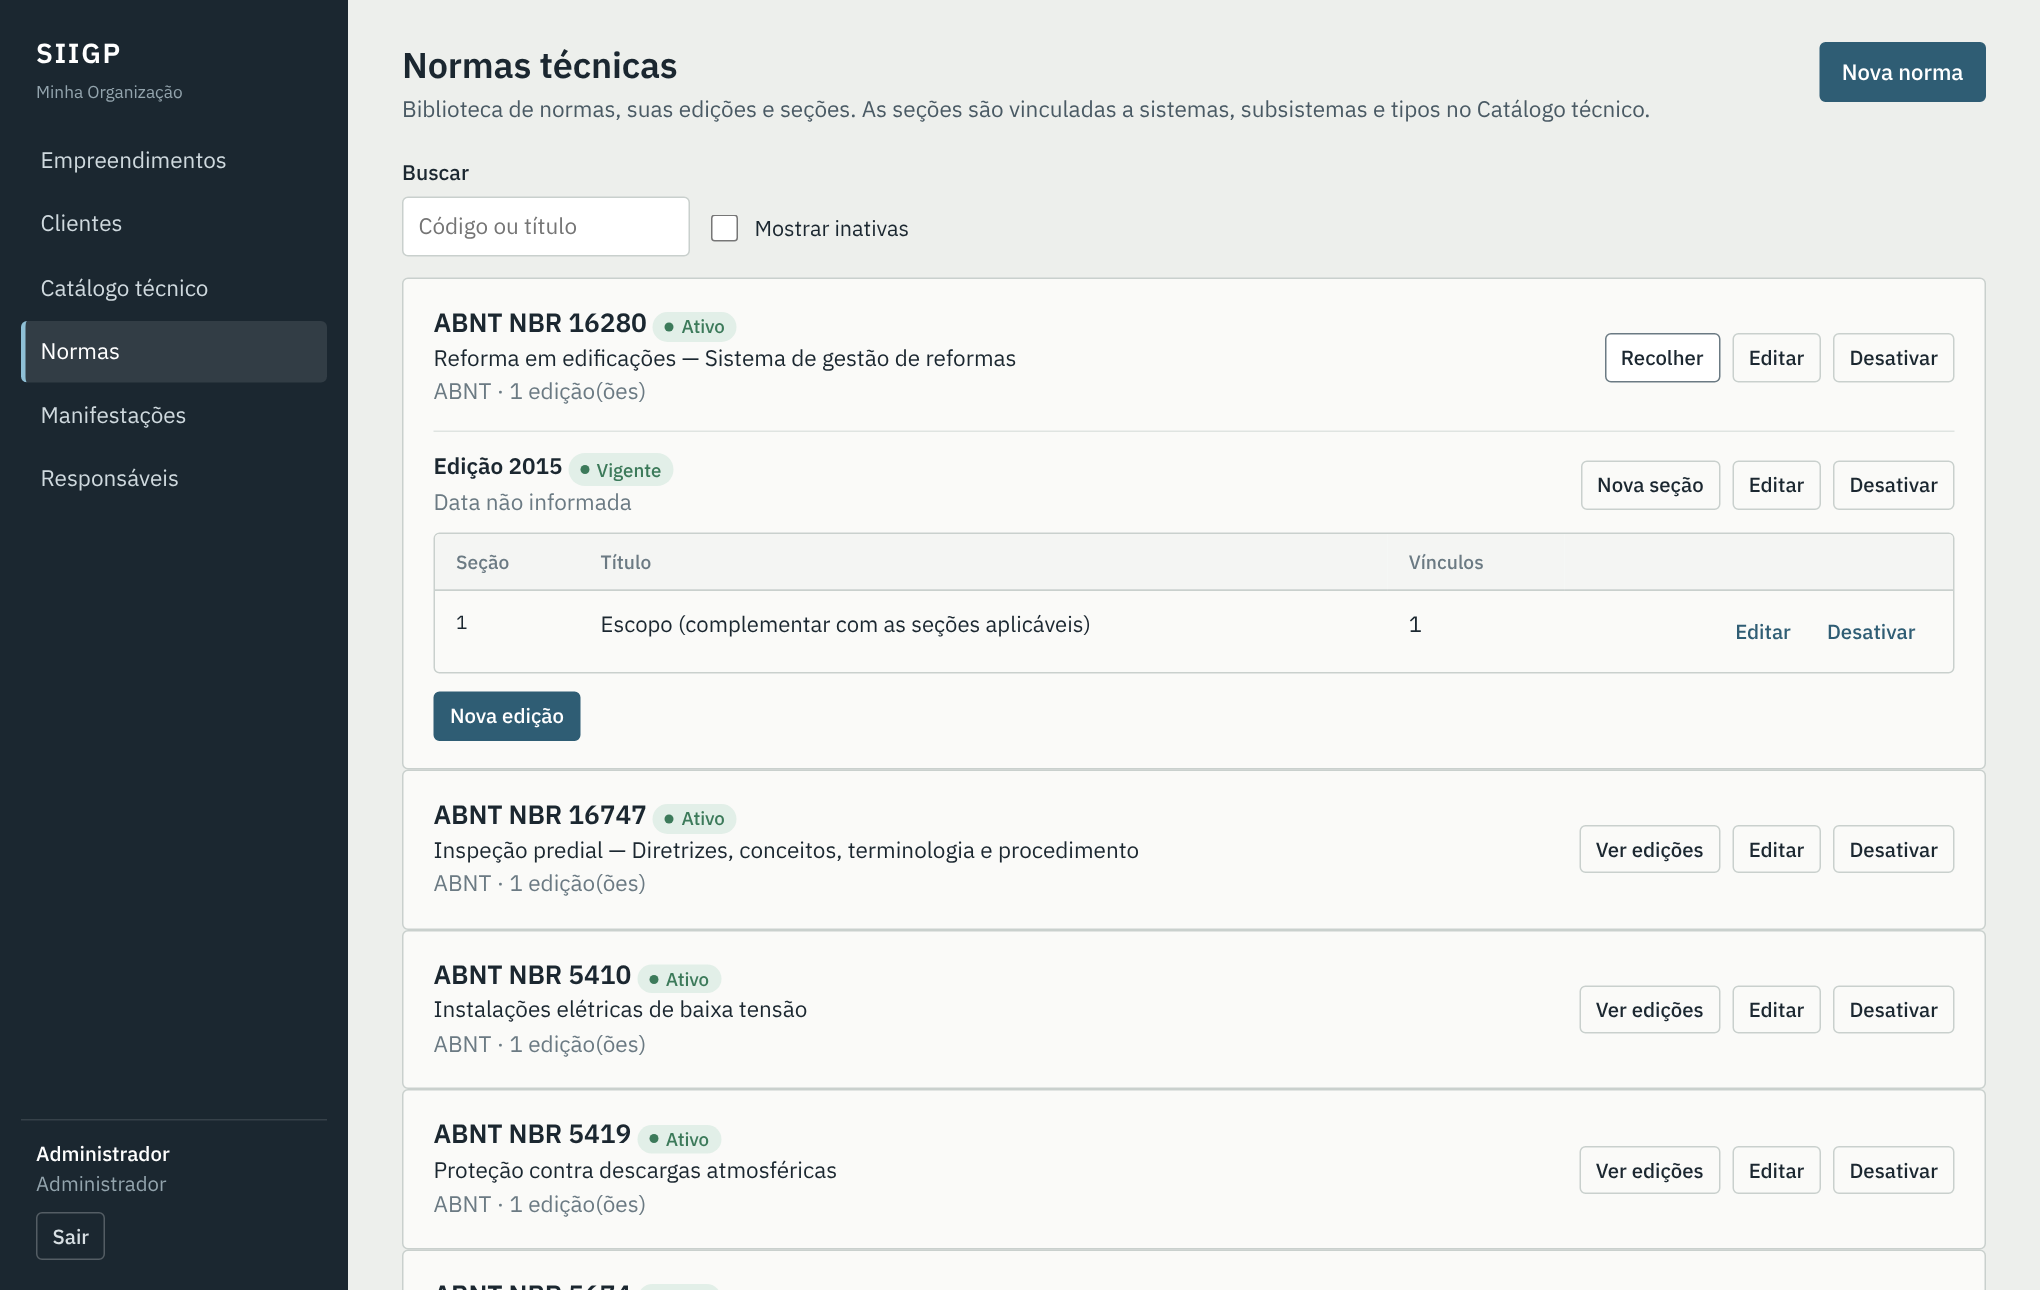 SIIGP
Minha Organização
Empreendimentos
Clientes
Catálogo técnico
Normas
Manifestações
Responsáveis
Administrador
Administrador
Sair
Normas técnicas
Biblioteca de normas, suas edições e seções. As seções são vinculadas a sistemas, subsistemas e tipos no Catálogo técnico.
Nova norma
Buscar
Código ou título
Mostrar inativas
ABNT NBR 16280 Ativo
Reforma em edificações — Sistema de gestão de reformas
ABNT · 1 edição(ões)
Recolher Editar Desativar
Edição 2015 Vigente
Data não informada
Nova seção Editar Desativar
Seção Título Vínculos
1 Escopo (complementar com as seções aplicáveis) 1 Editar Desativar
Nova edição
ABNT NBR 16747 Ativo
Inspeção predial — Diretrizes, conceitos, terminologia e procedimento
ABNT · 1 edição(ões)
Ver edições Editar Desativar
ABNT NBR 5410 Ativo
Instalações elétricas de baixa tensão
ABNT · 1 edição(ões)
Ver edições Editar Desativar
ABNT NBR 5419 Ativo
Proteção contra descargas atmosféricas
ABNT · 1 edição(ões)
Ver edições Editar Desativar
ABNT NBR 5674